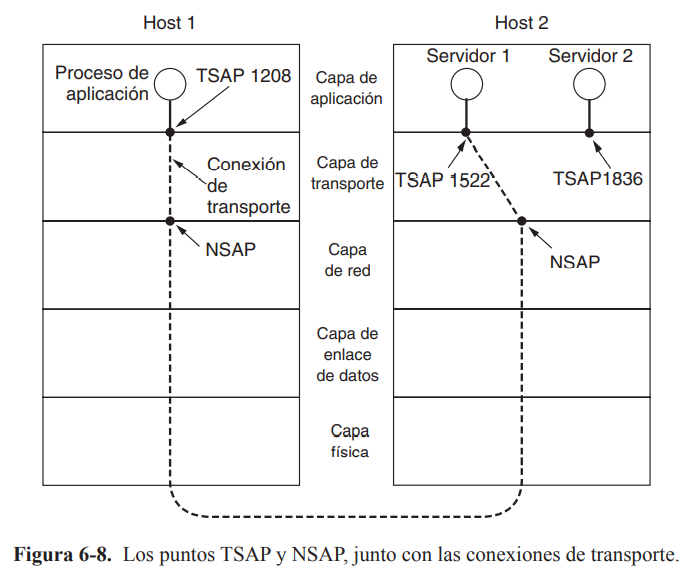 Host 1
Host 2
Proceso de
aplicación
TSAP 1208
Capa de
aplicación
Servidor 1
Servidor 2
Conexión
de
transporte
Capa de
transporte
TSAP 1522
TSAP1836
NSAP
Capa
de red
NSAP
Capa de
enlace
de datos
Capa
física
Figura 6-8. Los puntos TSAP y NSAP, junto con las conexiones de transporte.